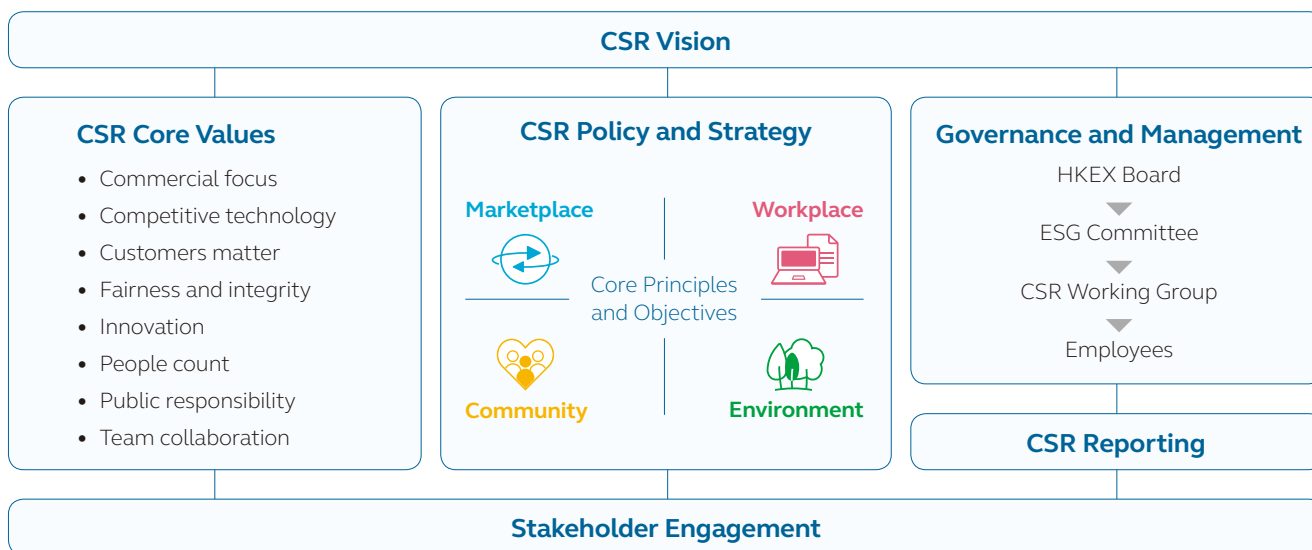 CSR Vision
CSR Core Values
• Commercial focus
• Competitive technology
• Customers matter
• Fairness and integrity
• Innovation
• People count
• Public responsibility
• Team collaboration
CSR Policy and Strategy
Marketplace
Workplace
Core Principles
and Objectives
Community
Environment
Governance and Management
HKEX Board
ESG Committee
CSR Working Group
Employees
CSR Reporting
Stakeholder Engagement